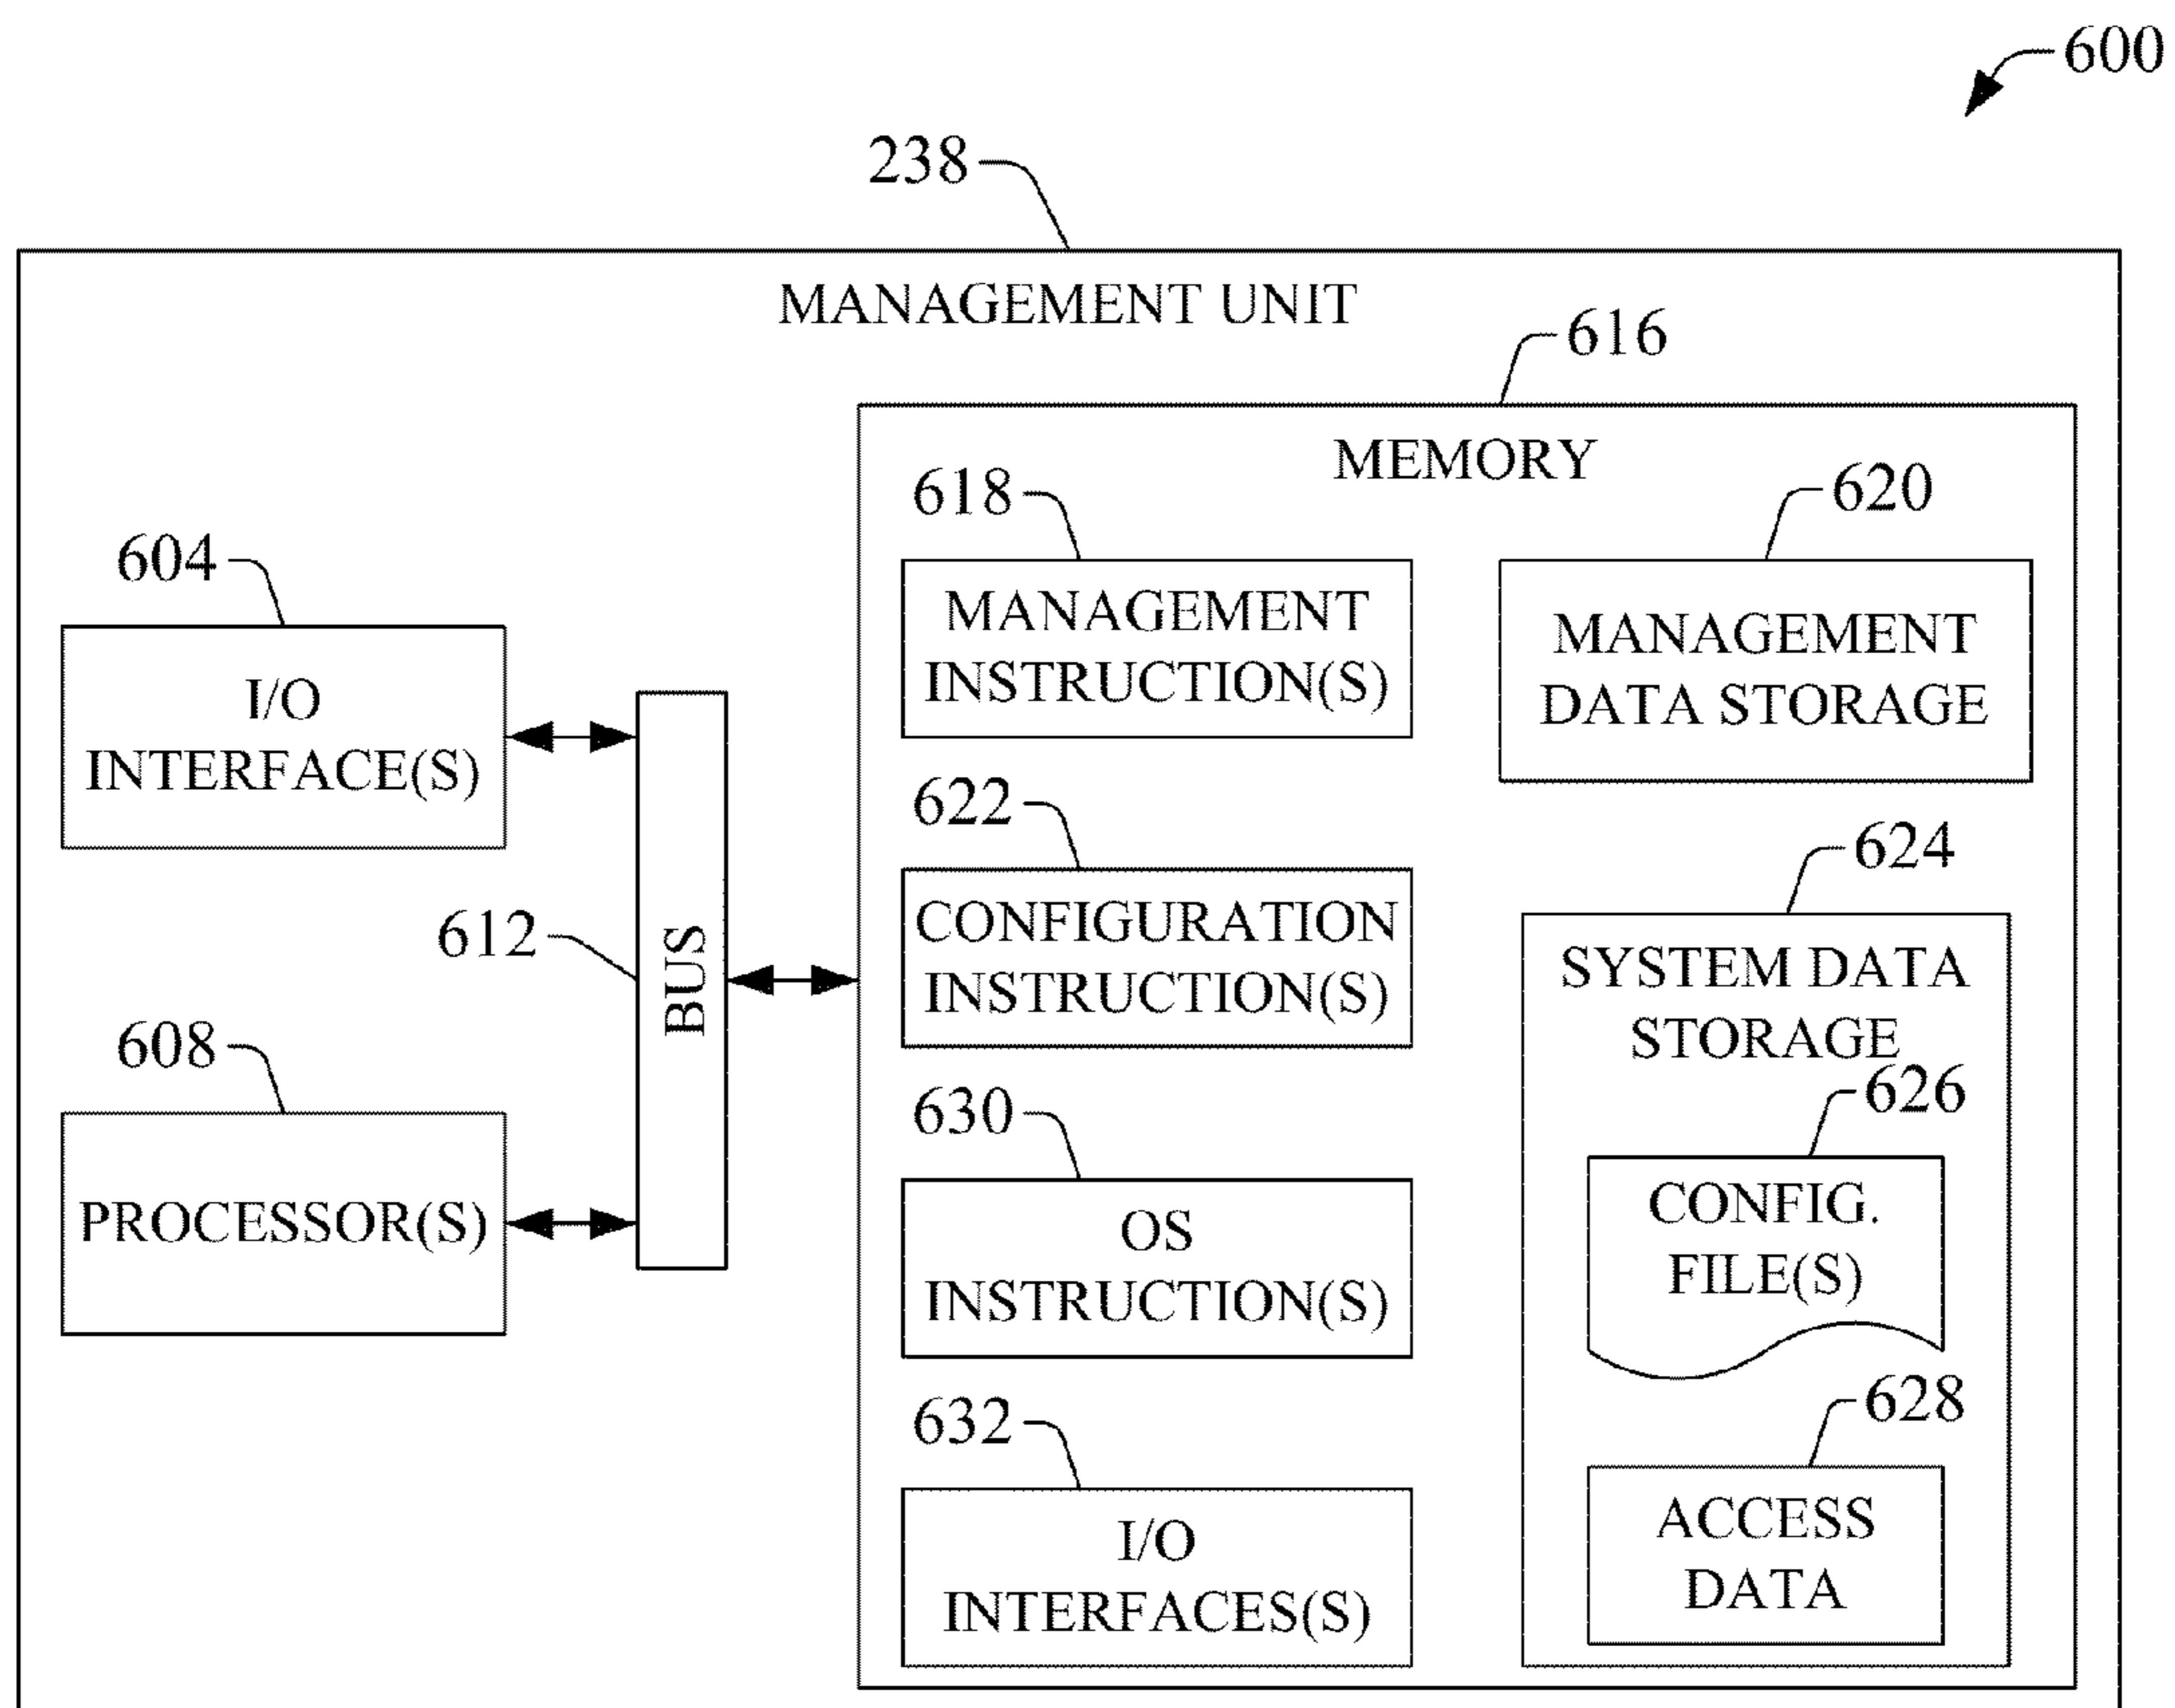 600
238
MANAGEMENT UNIT
616
MEMORY
618
620
MANAGEMENT
INSTRUCTION(S)
MANAGEMENT
DATA STORAGE
604
I/O
INTERFACE(S)
622
624
CONFIGURATION
INSTRUCTION(S)
612
BUS
SYSTEM DATA
STORAGE
608
PROCESSOR(S)
630
626
OS
INSTRUCTION(S)
CONFIG.
FILE(S)
632
628
I/O
INTERFACES(S)
ACCESS
DATA